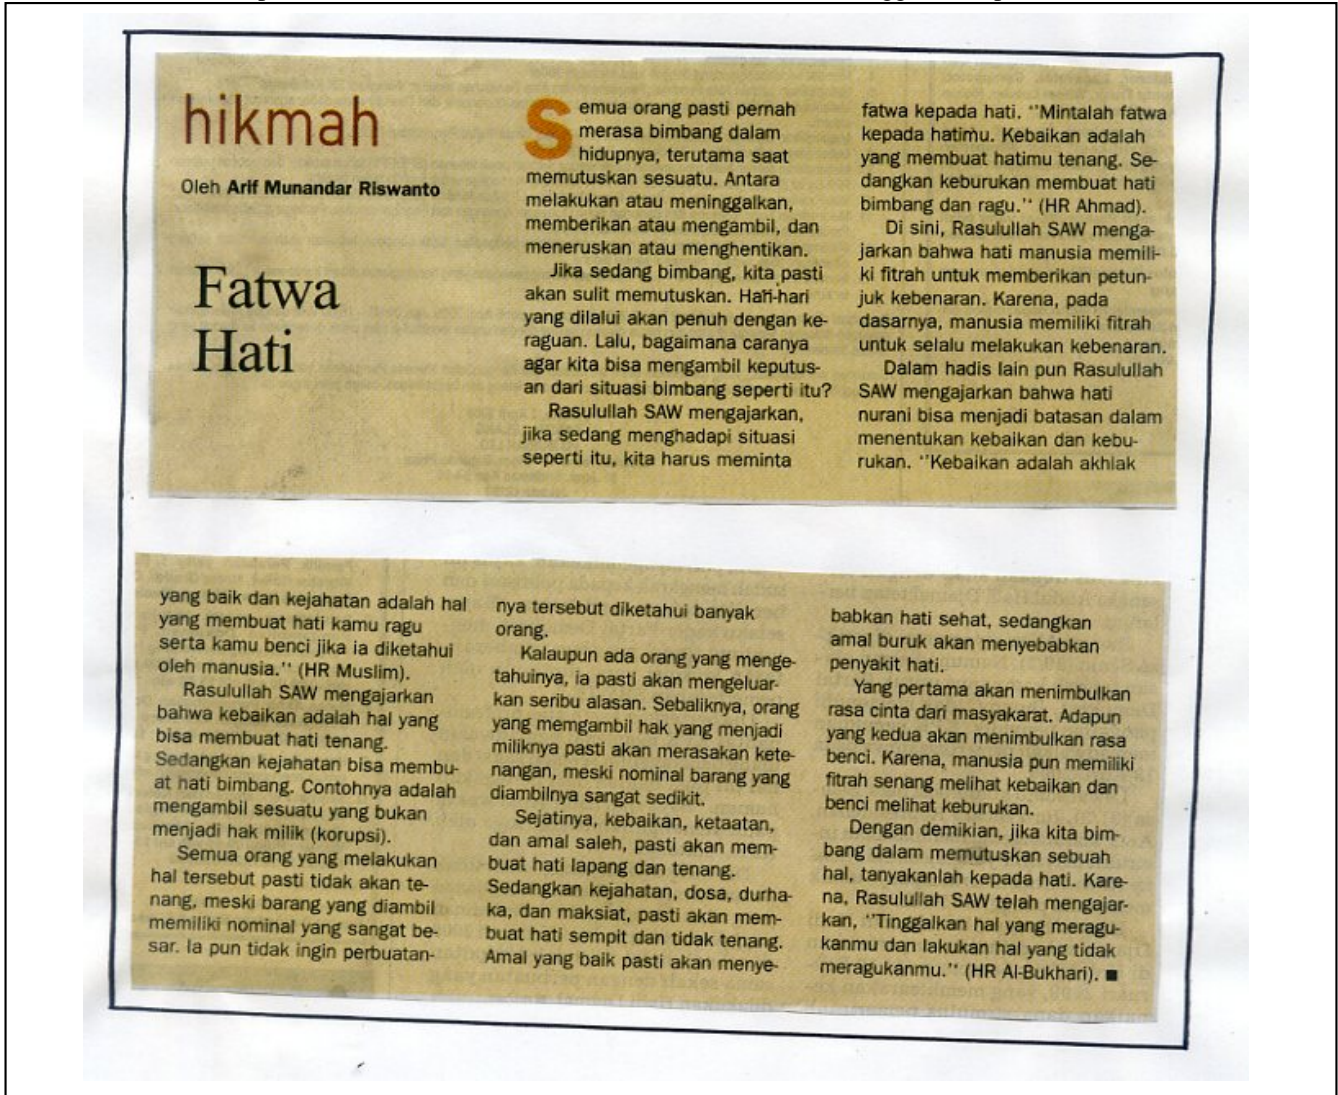 hikmah
Oleh Arif Munandar Riswanto
Fatwa
Hati
Semua orang pasti pernah
merasa bimbang dalam
hidupnya, terutama saat
memutuskan sesuatu. Antara
melakukan atau meninggalkan,
memberikan atau mengambil, dan
meneruskan atau menghentikan.
Jika sedang bimbang, kita pasti
akan sulit memutuskan. Hari-hari
yang dilalui akan penuh dengan ke-
raguan. Lalu, bagaimana caranya
agar kita bisa mengambil keputus-
an dari situasi bimbang seperti itu?
Rasulullah SAW mengajarkan,
jika sedang menghadapi situasi
seperti itu, kita harus meminta
fatwa kepada hati. ''Mintalah fatwa
kepada hatimu. Kebaikan adalah
yang membuat hatimu tenang. Se-
dangkan keburukan membuat hati
bimbang dan ragu.'' (HR Ahmad).
Di sini, Rasulullah SAW menga-
jarkan bahwa hati manusia memili-
ki fitrah untuk memberikan petun-
juk kebenaran. Karena, pada
dasarnya, manusia memiliki fitrah
untuk selalu melakukan kebenaran.
Dalam hadis lain pun Rasulullah
SAW mengajarkan bahwa hati
nurani bisa menjadi batasan dalam
menentukan kebaikan dan kebu-
rukan. ''Kebaikan adalah akhlak
yang baik dan kejahatan adalah hal
yang membuat hati kamu ragu
serta kamu benci jika ia diketahui
oleh manusia.'' (HR Muslim).
Rasulullah SAW mengajarkan
bahwa kebaikan adalah hal yang
bisa membuat hati tenang.
Sedangkan kejahatan bisa membu-
at hati bimbang. Contohnya adalah
mengambil sesuatu yang bukan
menjadi hak milik (korupsi).
Semua orang yang melakukan
hal tersebut pasti tidak akan te-
nang, meski barang yang diambil
memiliki nominal yang sangat be-
sar. Ia pun tidak ingin perbuatan-
nya tersebut diketahui banyak
orang.
Kalaupun ada orang yang menge-
tahuinya, ia pasti akan mengeluar-
kan seribu alasan. Sebaliknya, orang
yang memgambil hak yang menjadi
miliknya pasti akan merasakan kete-
nangan, meski nominal barang yang
diambilnya sangat sedikit.
Sejatinya, kebaikan, ketaatan,
dan amal saleh, pasti akan mem-
buat hati lapang dan tenang.
Sedangkan kejahatan, dosa, durha-
ka, dan maksiat, pasti akan mem-
buat hati sempit dan tidak tenang.
Amal yang baik pasti akan menye-
babkan hati sehat, sedangkan
amal buruk akan menyebabkan
penyakit hati.
Yang pertama akan menimbulkan
rasa cinta dari masyakarat. Adapun
yang kedua akan menimbulkan rasa
benci. Karena, manusia pun memiliki
fitrah senang melihat kebaikan dan
benci melihat keburukan.
Dengan demikian, jika kita bim-
bang dalam memutuskan sebuah
hal, tanyakanlah kepada hati. Kare-
na, Rasulullah SAW telah mengajar-
kan, ''Tinggalkan hal yang meragu-
kanmu dan lakukan hal yang tidak
meragukanmu.'' (HR Al-Bukhari). ■